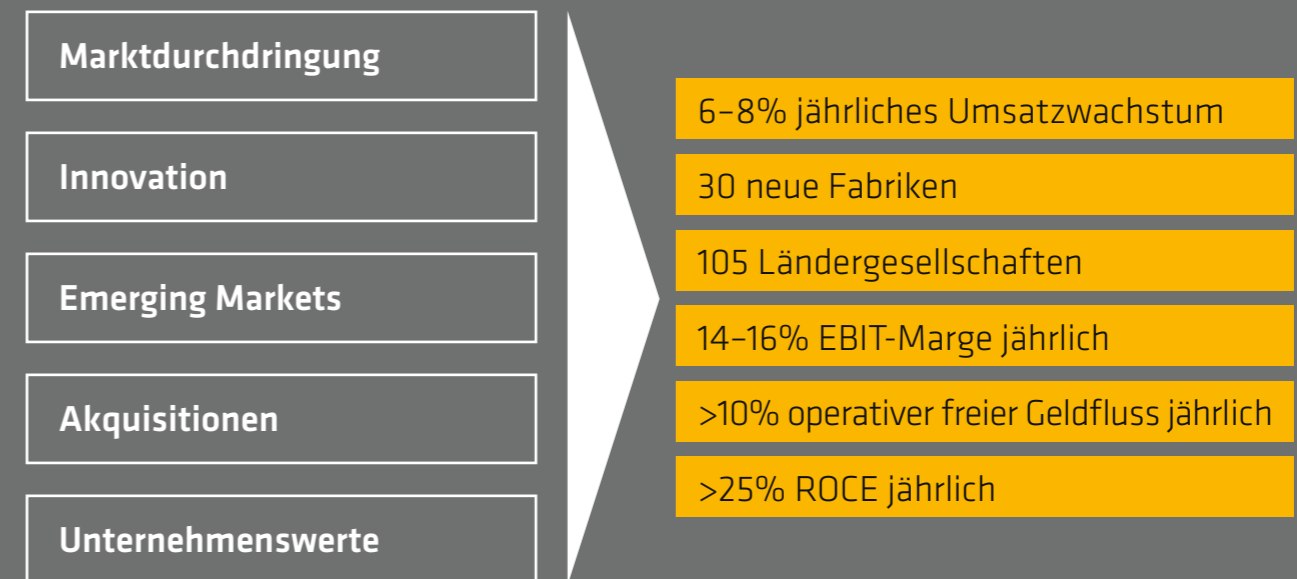 Marktdurchdringung
Innovation
Emerging Markets
Akquisitionen
Unternehmenswerte
6–8% jährliches Umsatzwachstum
30 neue Fabriken
105 Ländergesellschaften
14–16% EBIT-Marge jährlich
>10% operativer freier Geldfluss jährlich
>25% ROCE jährlich